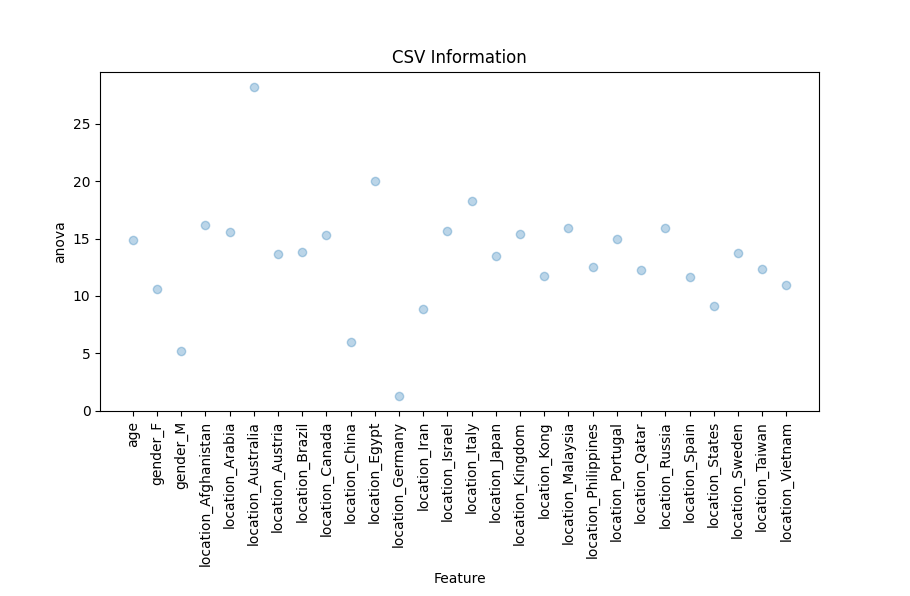 CSV Information
anova
25
20
15
10
5
0
age
gender_F
gender_M
location_Afghanistan
location_Arabia
location_Australia
location_Austria
location_Brazil
location_Canada
location_China
location_Egypt
location_Germany
location_Iran
location_Israel
location_Italy
location_Japan
location_Kingdom
location_Kong
location_Malaysia
location_Philippines
location_Portugal
location_Qatar
location_Russia
location_Spain
location_States
location_Sweden
location_Taiwan
location_Vietnam
Feature